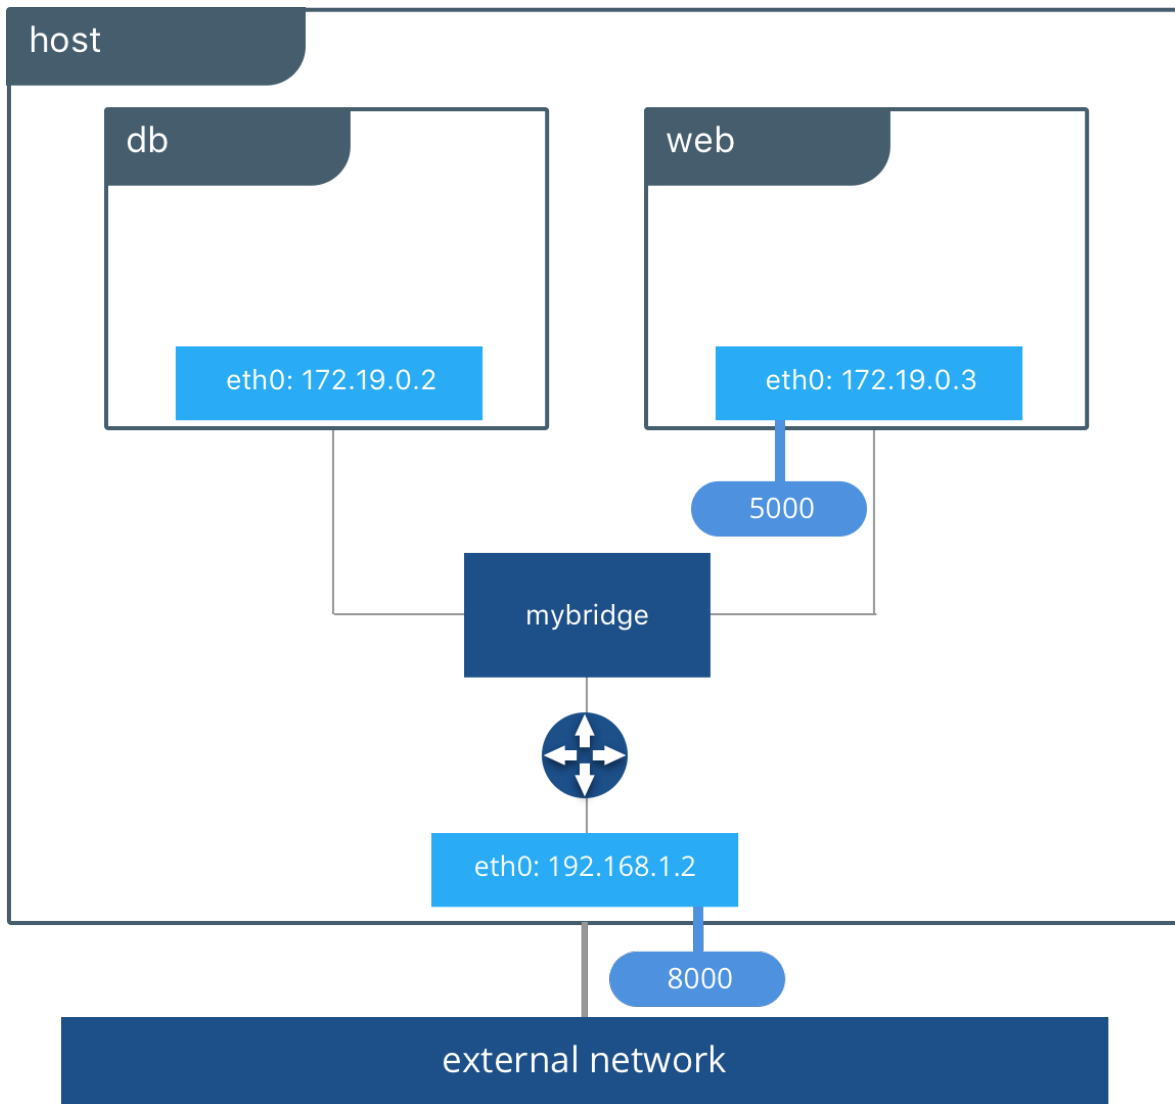 host
db
web
eth0: 172.19.0.2
eth0: 172.19.0.3
5000
mybridge
eth0: 192.168.1.2
8000
external network